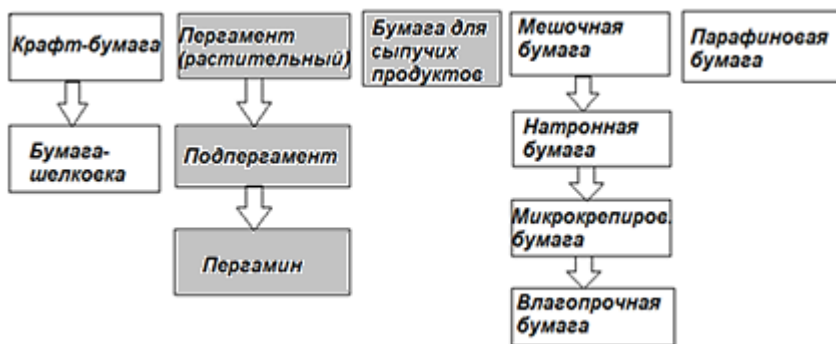 Крафт-бумага
Пергамент
(растительный)
Бумага для
сыпучих
продуктов
Мешочная
бумага
Парафиновая
бумага
Бумага-
шелковка
Подпергамент
Натронная
бумага
Пергамин
Микрокрепиров.
бумага
Влагопрочная
бумага